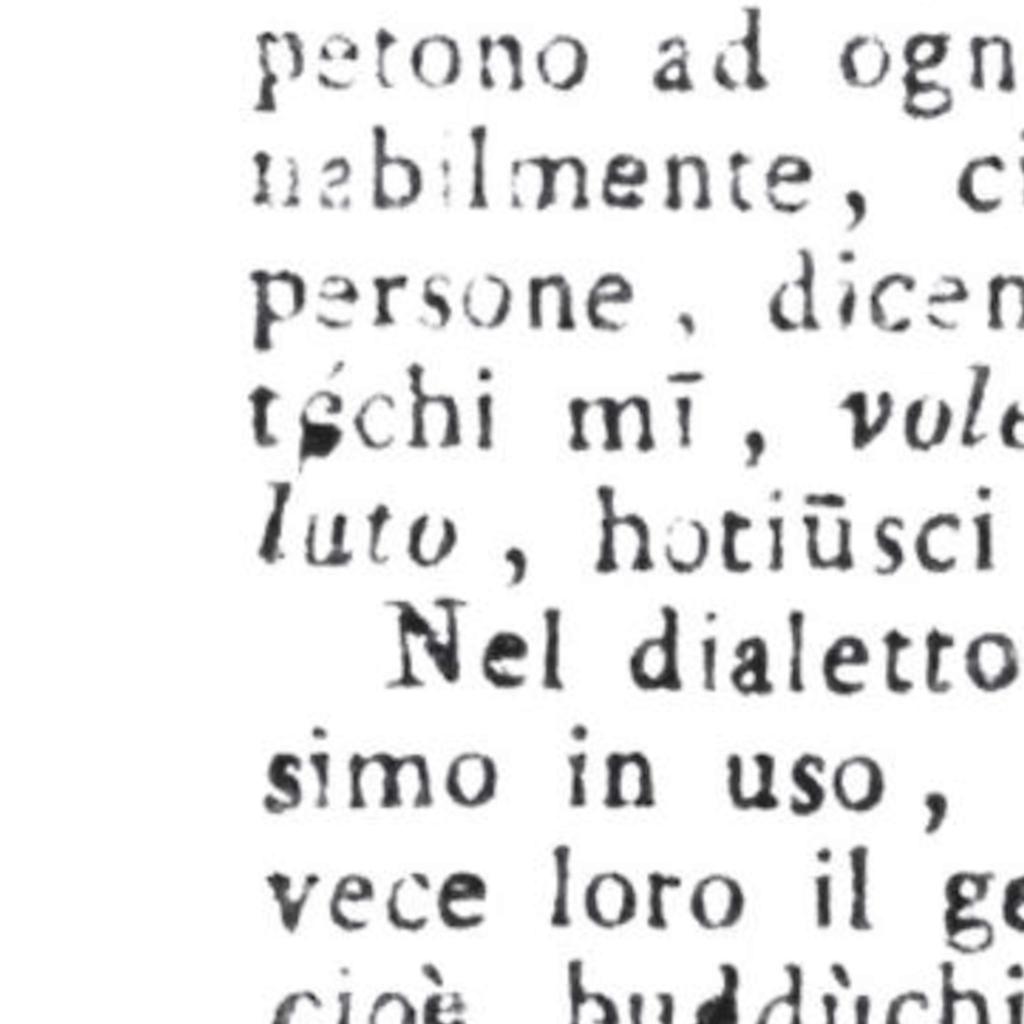 petono ad ogn
nabilmente, ci
persone, dicen
téchi mī, vole
luto, hotiūsci
Nel dialetto
simo in uso,
vece loro il ge
cioè buddùchi